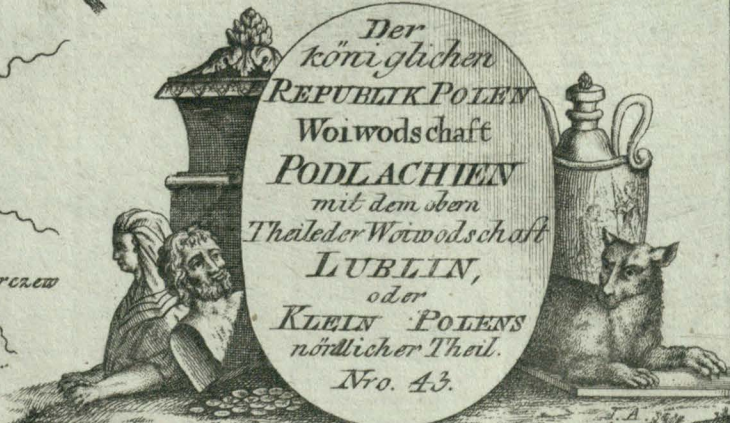 Der
königlichen
REPUBLIK POLEN
Woiwodschaft
PODLACHIEN
mit dem obern
Theile der Woiwodschaft
LUBLIN,
oder
KLEIN POLENS
nördlicher Theil.
Nro. 43.
rczew
J. A.